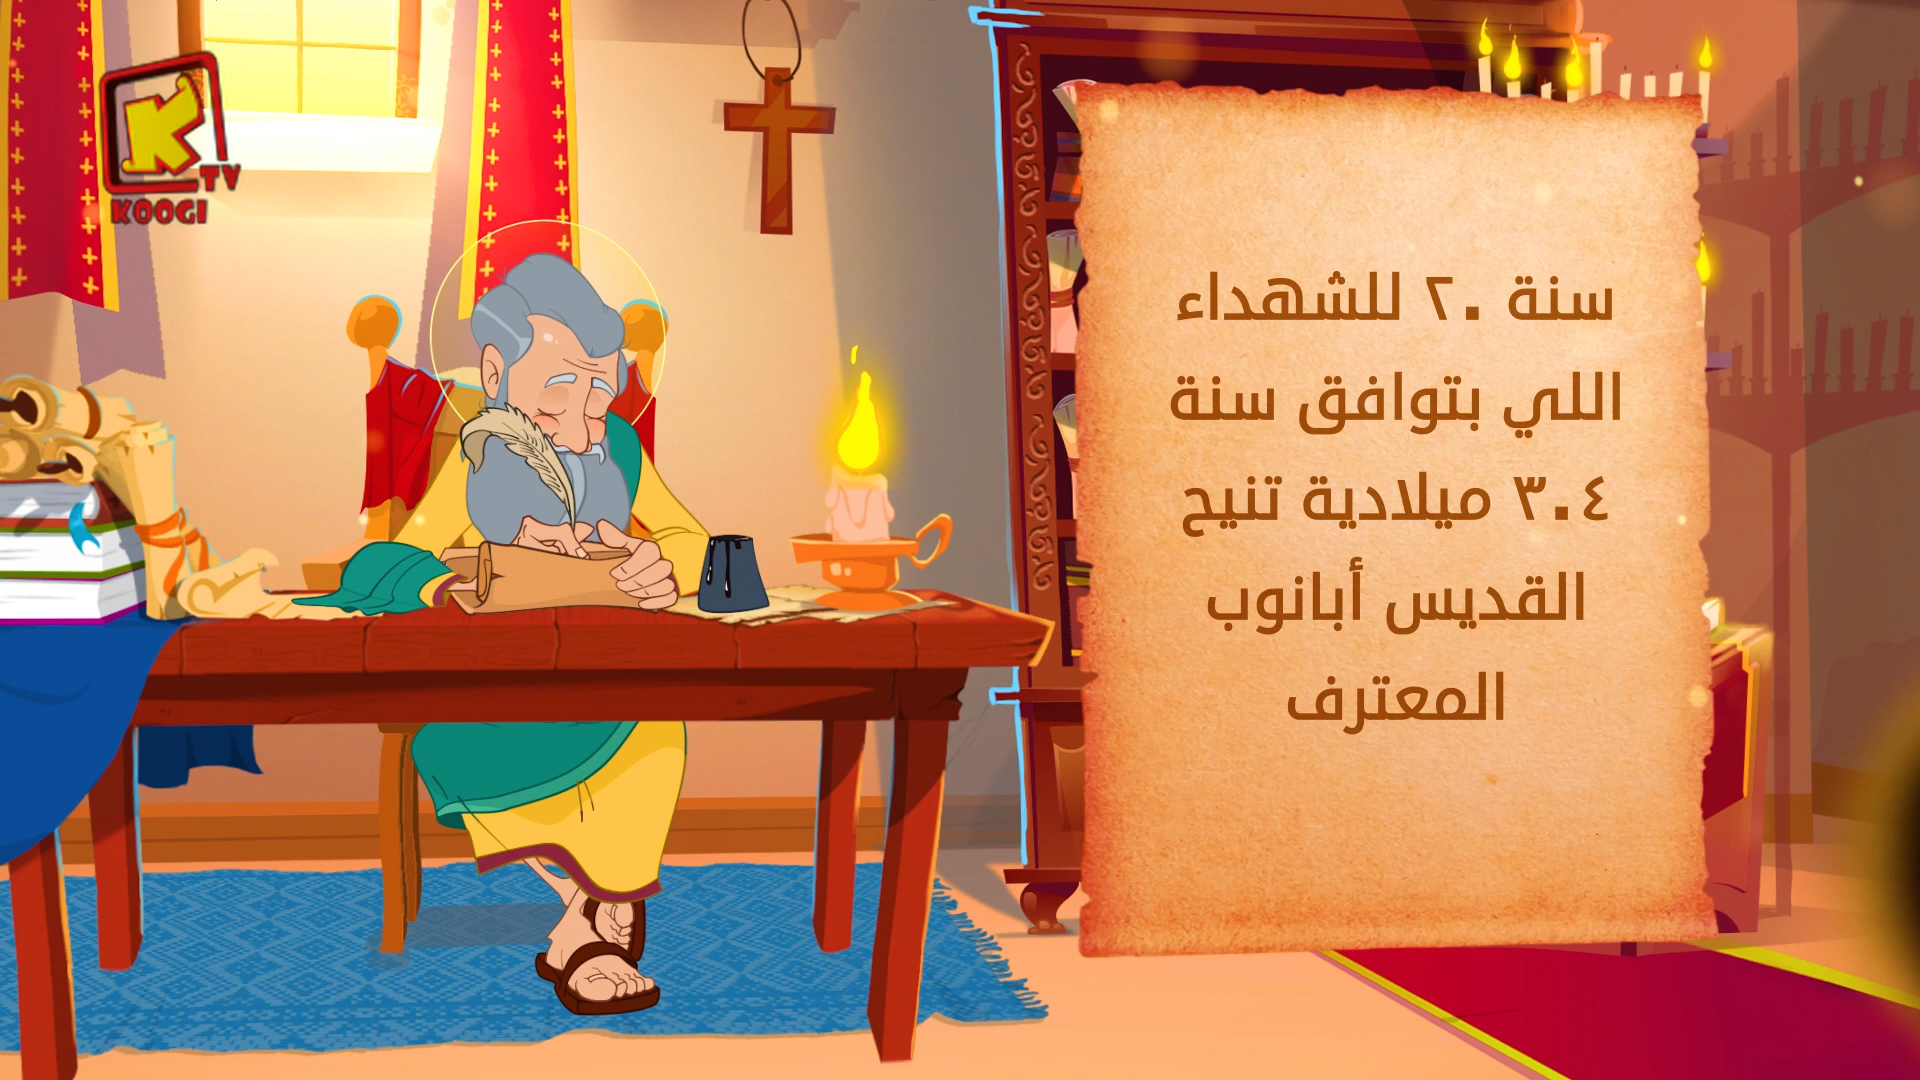 K
TV
KOOGI
سنة ٢٠ للشهداء
اللي بتوافق سنة
٣٠٤ ميلادية تنيح
القديس أبانوب
المعترف